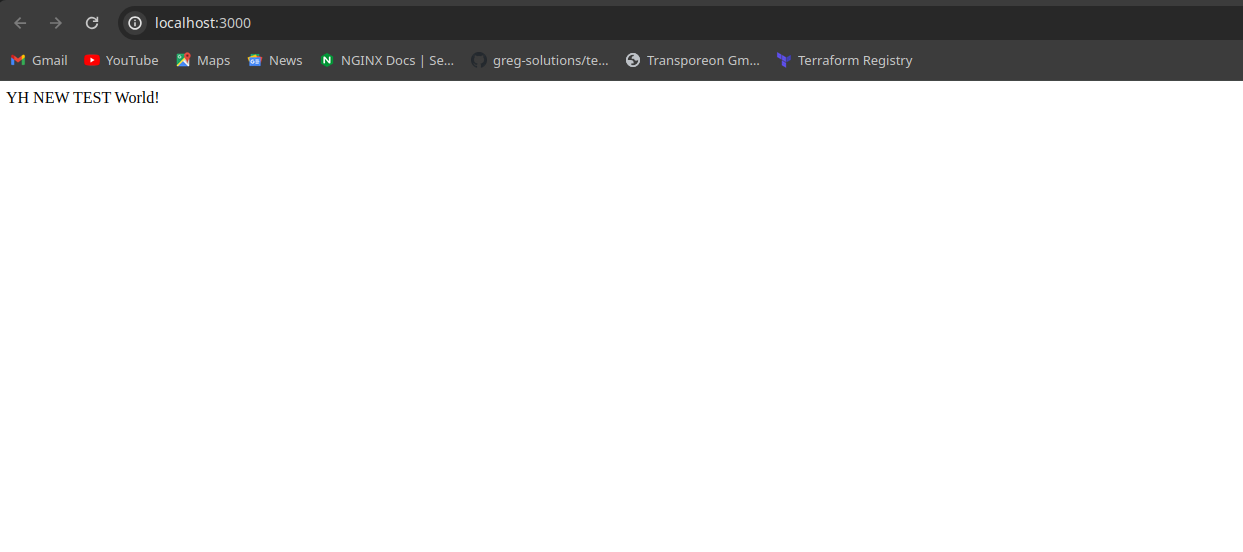 localhost:3000
Gmail YouTube Maps News NGINX Docs | Se... greg-solutions/te... Transporeon Gm... Terraform Registry
YH NEW TEST World!